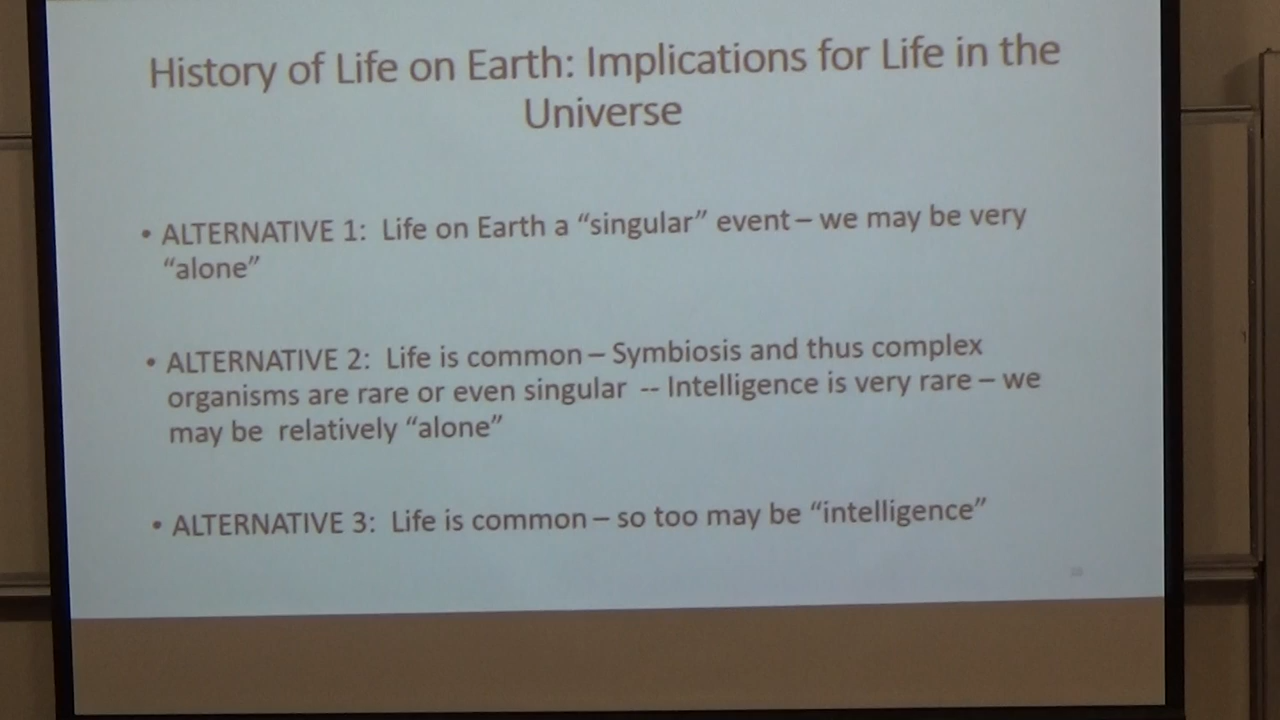 History of Life on Earth: Implications for Life in the
Universe
• ALTERNATIVE 1: Life on Earth a “singular” event – we may be very
“alone”
• ALTERNATIVE 2: Life is common – Symbiosis and thus complex
organisms are rare or even singular -- Intelligence is very rare – we
may be relatively “alone”
• ALTERNATIVE 3: Life is common – so too may be “intelligence”